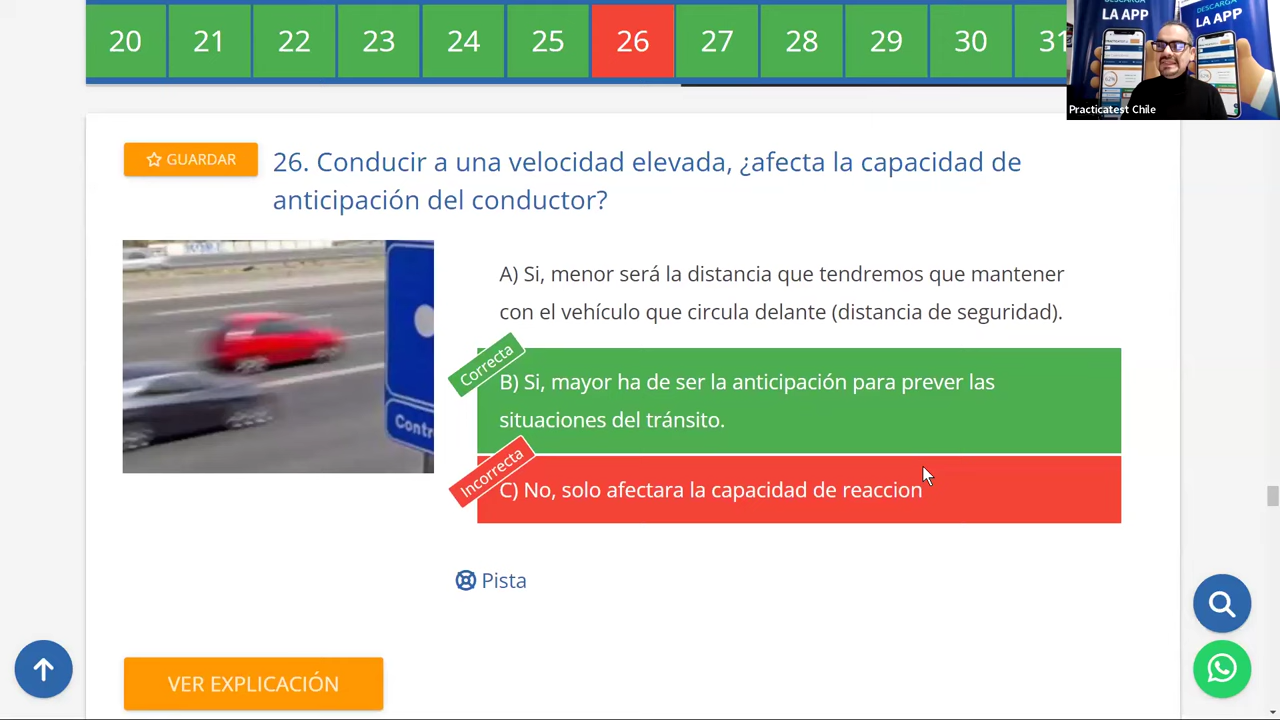 20 21 22 23 24 25 26 27 28 29 30 31
DESCARGA
LA APP
LA APP
Practicatest Chile
GUARDAR
26. Conducir a una velocidad elevada, ¿afecta la capacidad de
anticipación del conductor?
Contr
A) Si, menor será la distancia que tendremos que mantener
con el vehículo que circula delante (distancia de seguridad).
Correcta
B) Si, mayor ha de ser la anticipación para prever las
situaciones del tránsito.
Incorrecta
C) No, solo afectara la capacidad de reaccion
Pista
VER EXPLICACIÓN